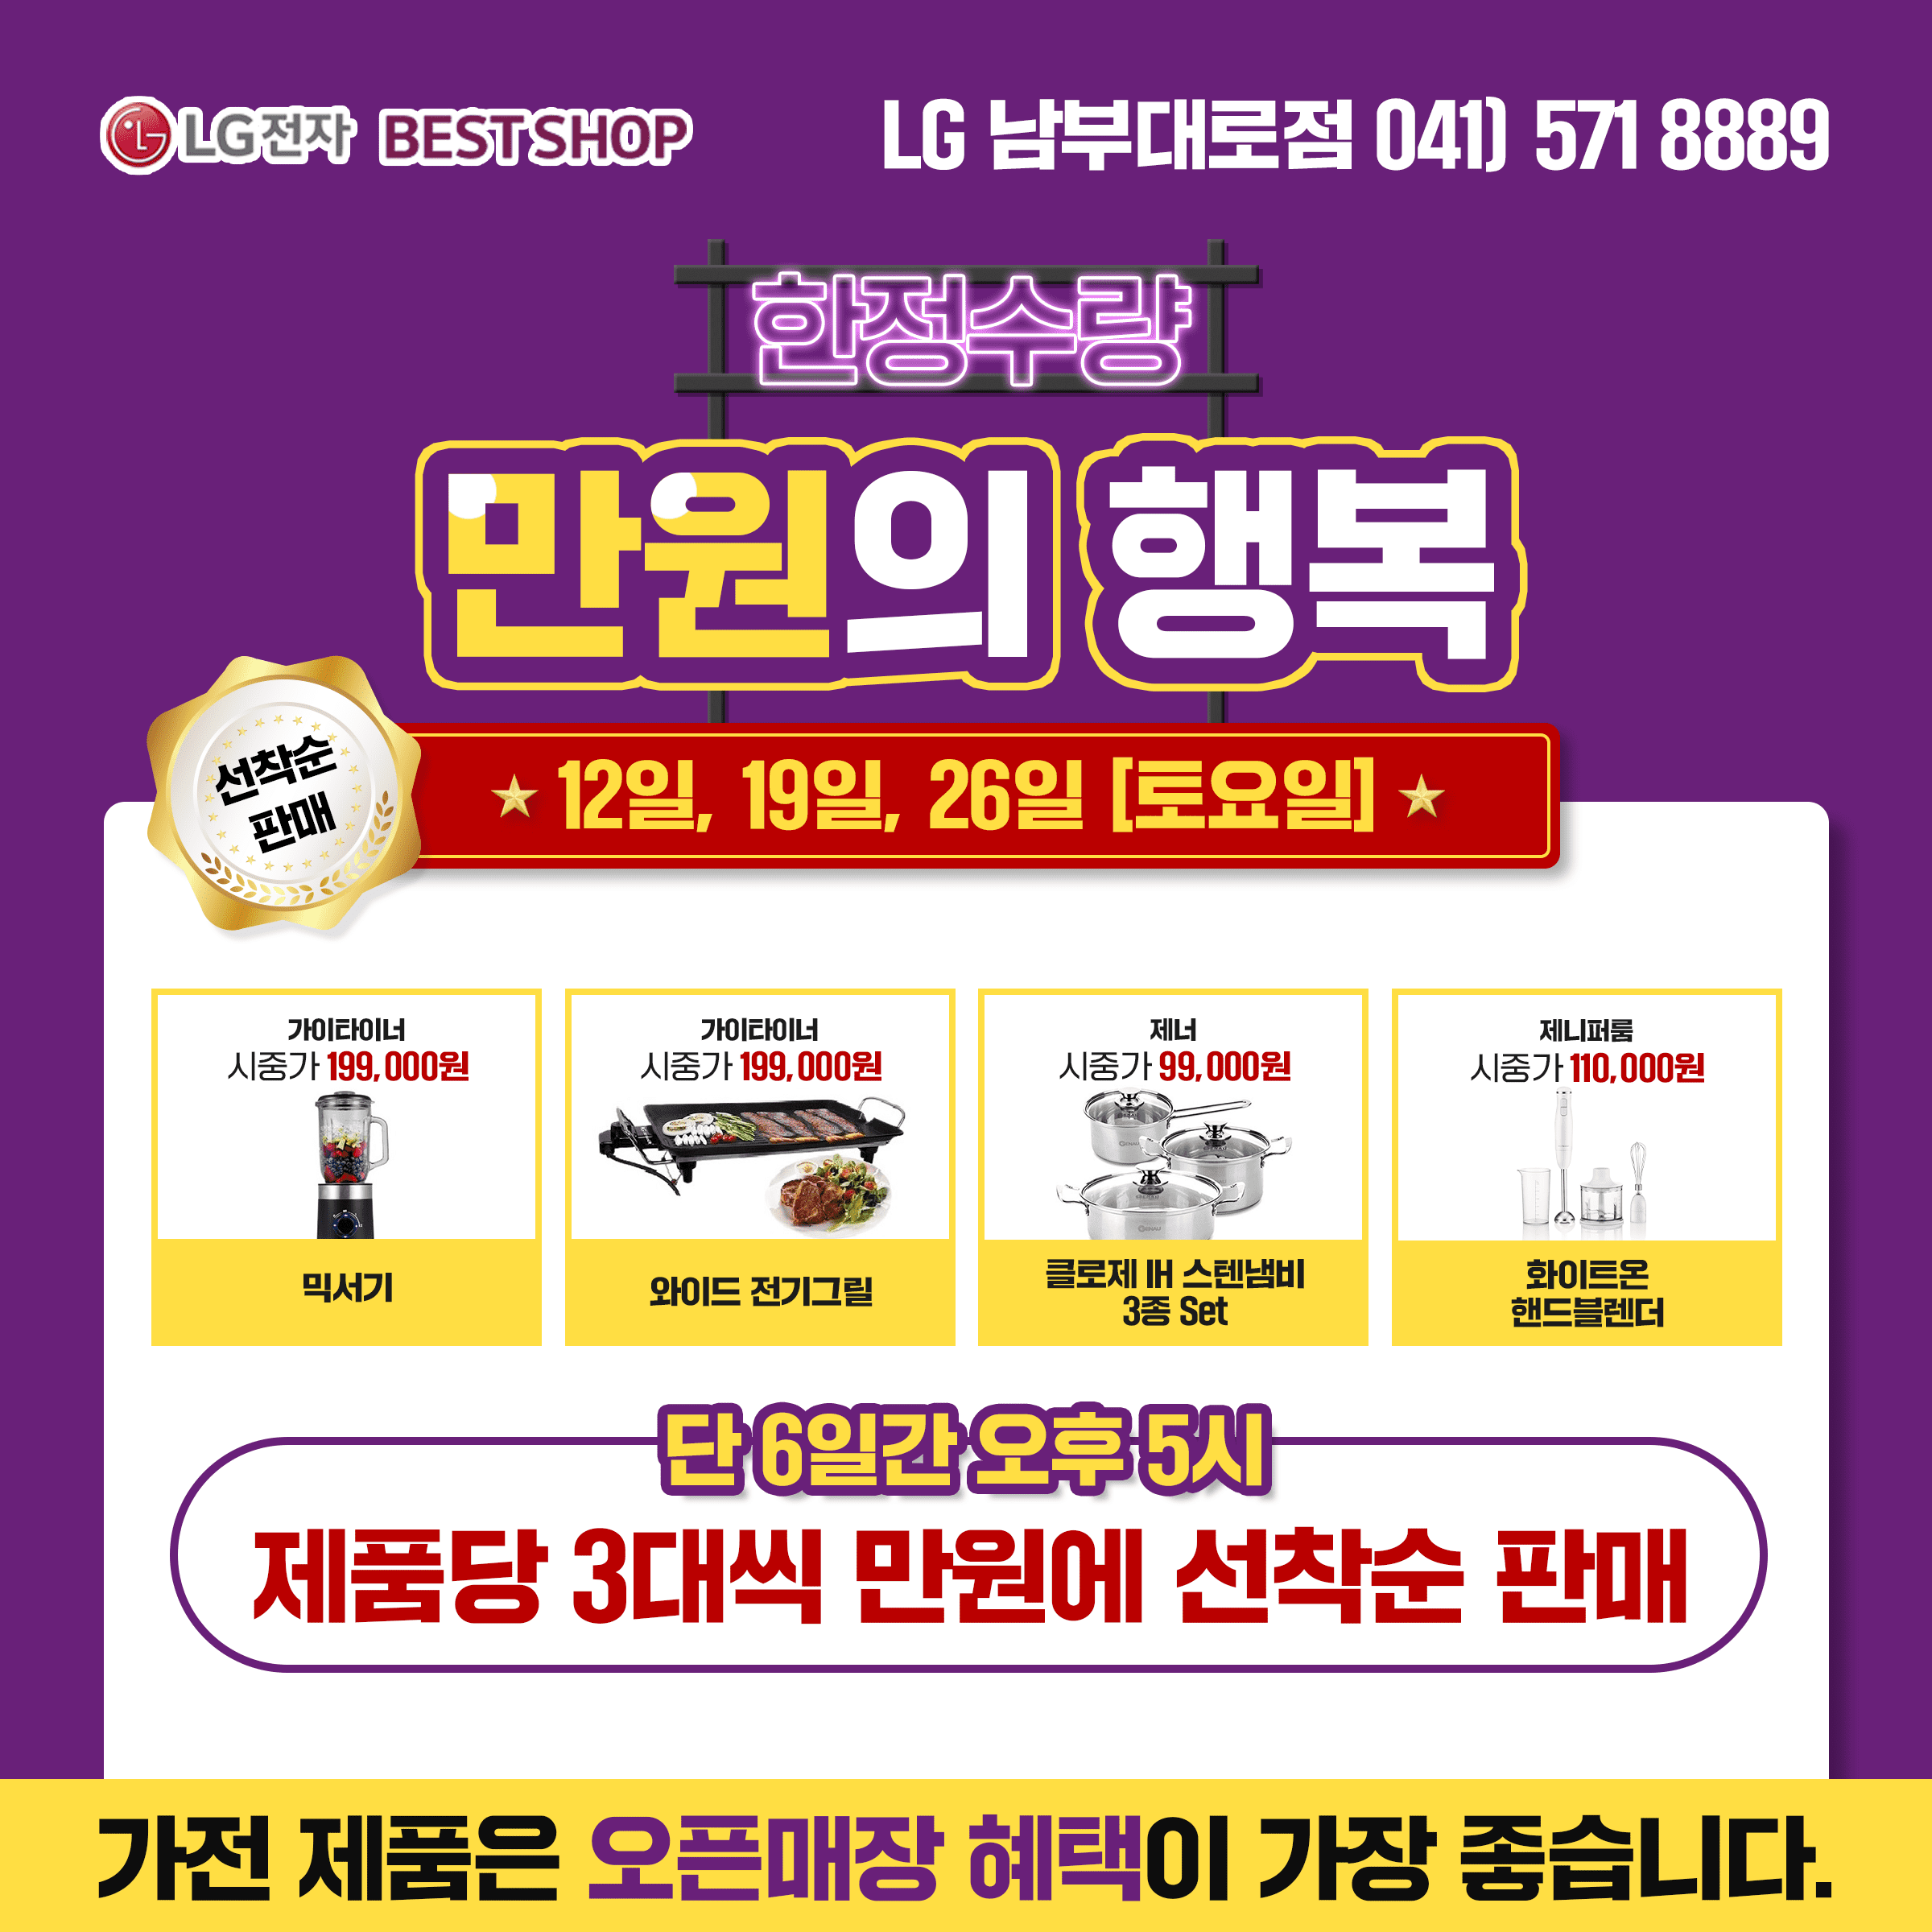 LG전자 BEST SHOP
LG 남부대로점 041) 571 8889
한정수량
만원의 행복
선착순
판매
12일, 19일, 26일 [토요일]
가이타이너
시중가 199,000원
믹서기
가이타이너
시중가 199,000원
와이드 전기그릴
제너
시중가 99,000원
클로제 IH 스텐냄비
3종 Set
제니퍼룸
시중가 110,000원
화이트온
핸드블렌더
단 6일간 오후 5시
제품당 3대씩 만원에 선착순 판매
가전 제품은 오픈매장 혜택이 가장 좋습니다.